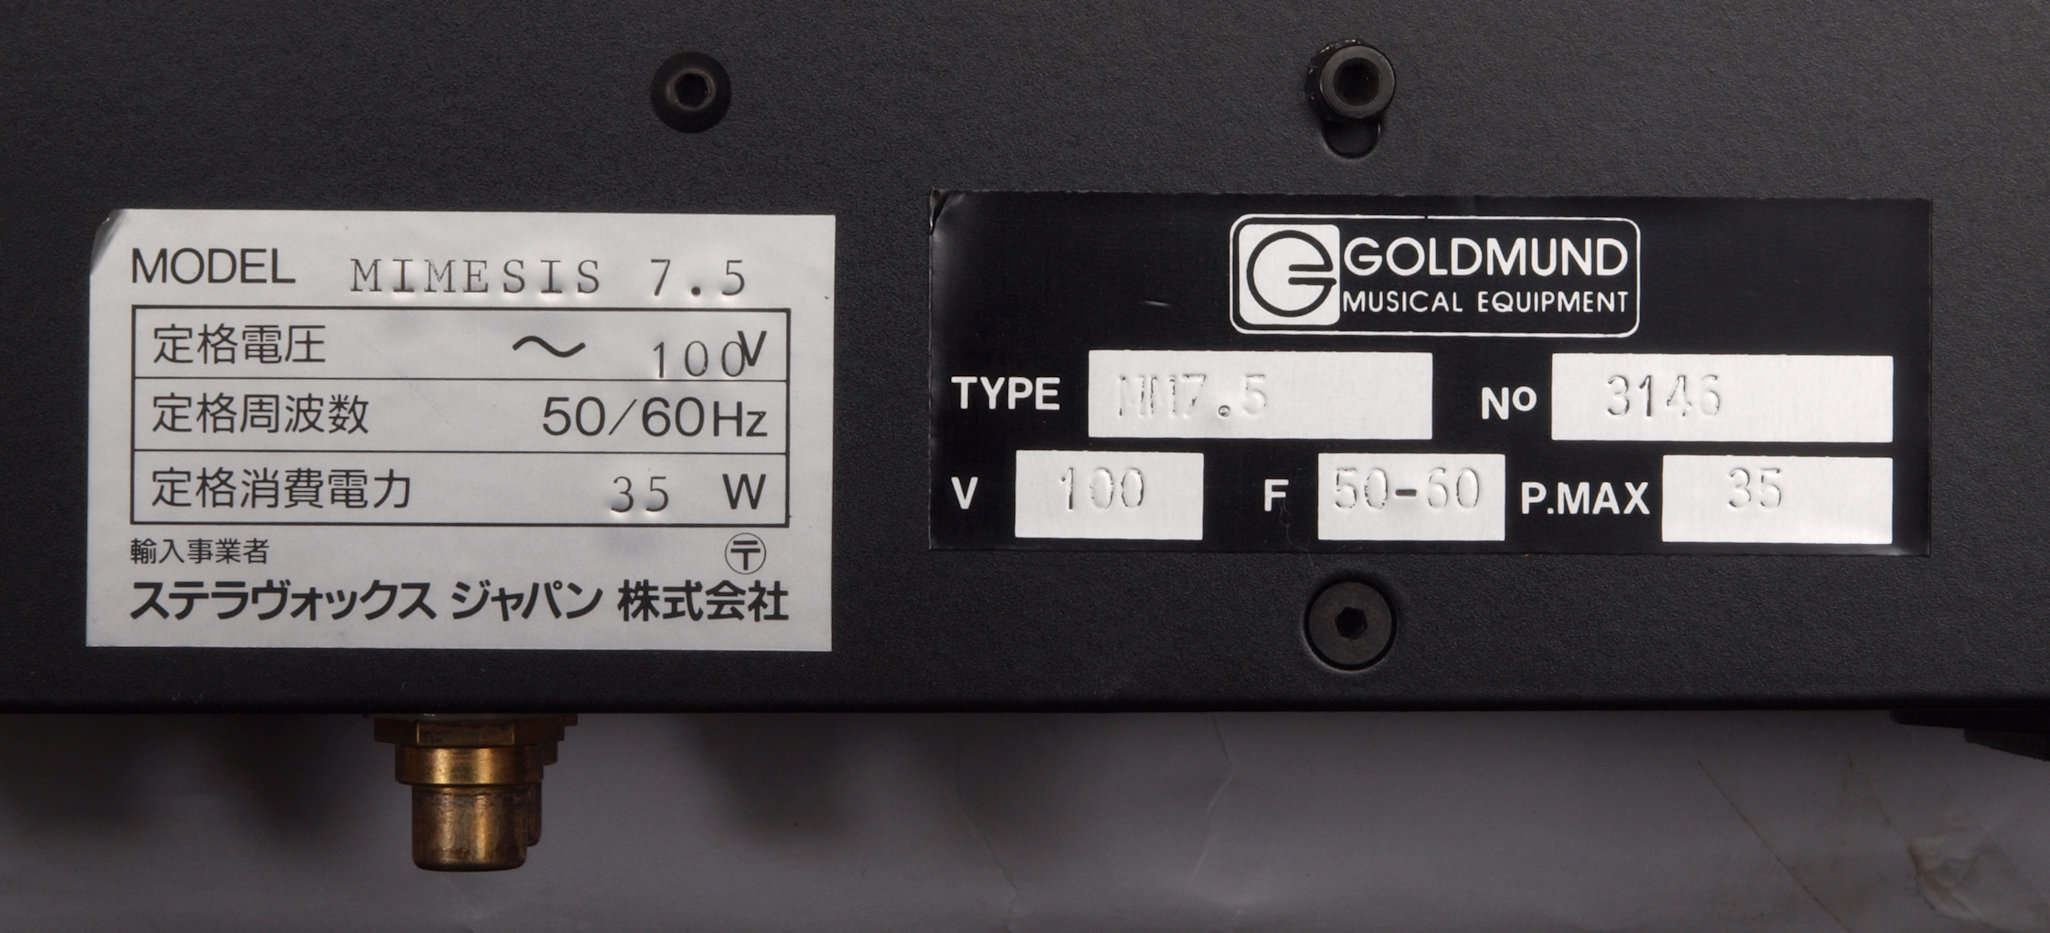 MODEL MIMESIS 7.5
定格電圧 〜 100V
定格周波数 50/60Hz
定格消費電力 35 W
輸入事業者 〒
ステラヴォックス ジャパン 株式会社
GOLDMUND
MUSICAL EQUIPMENT
TYPE MM7.5 No 3146
V 100 F 50-60 P.MAX 35